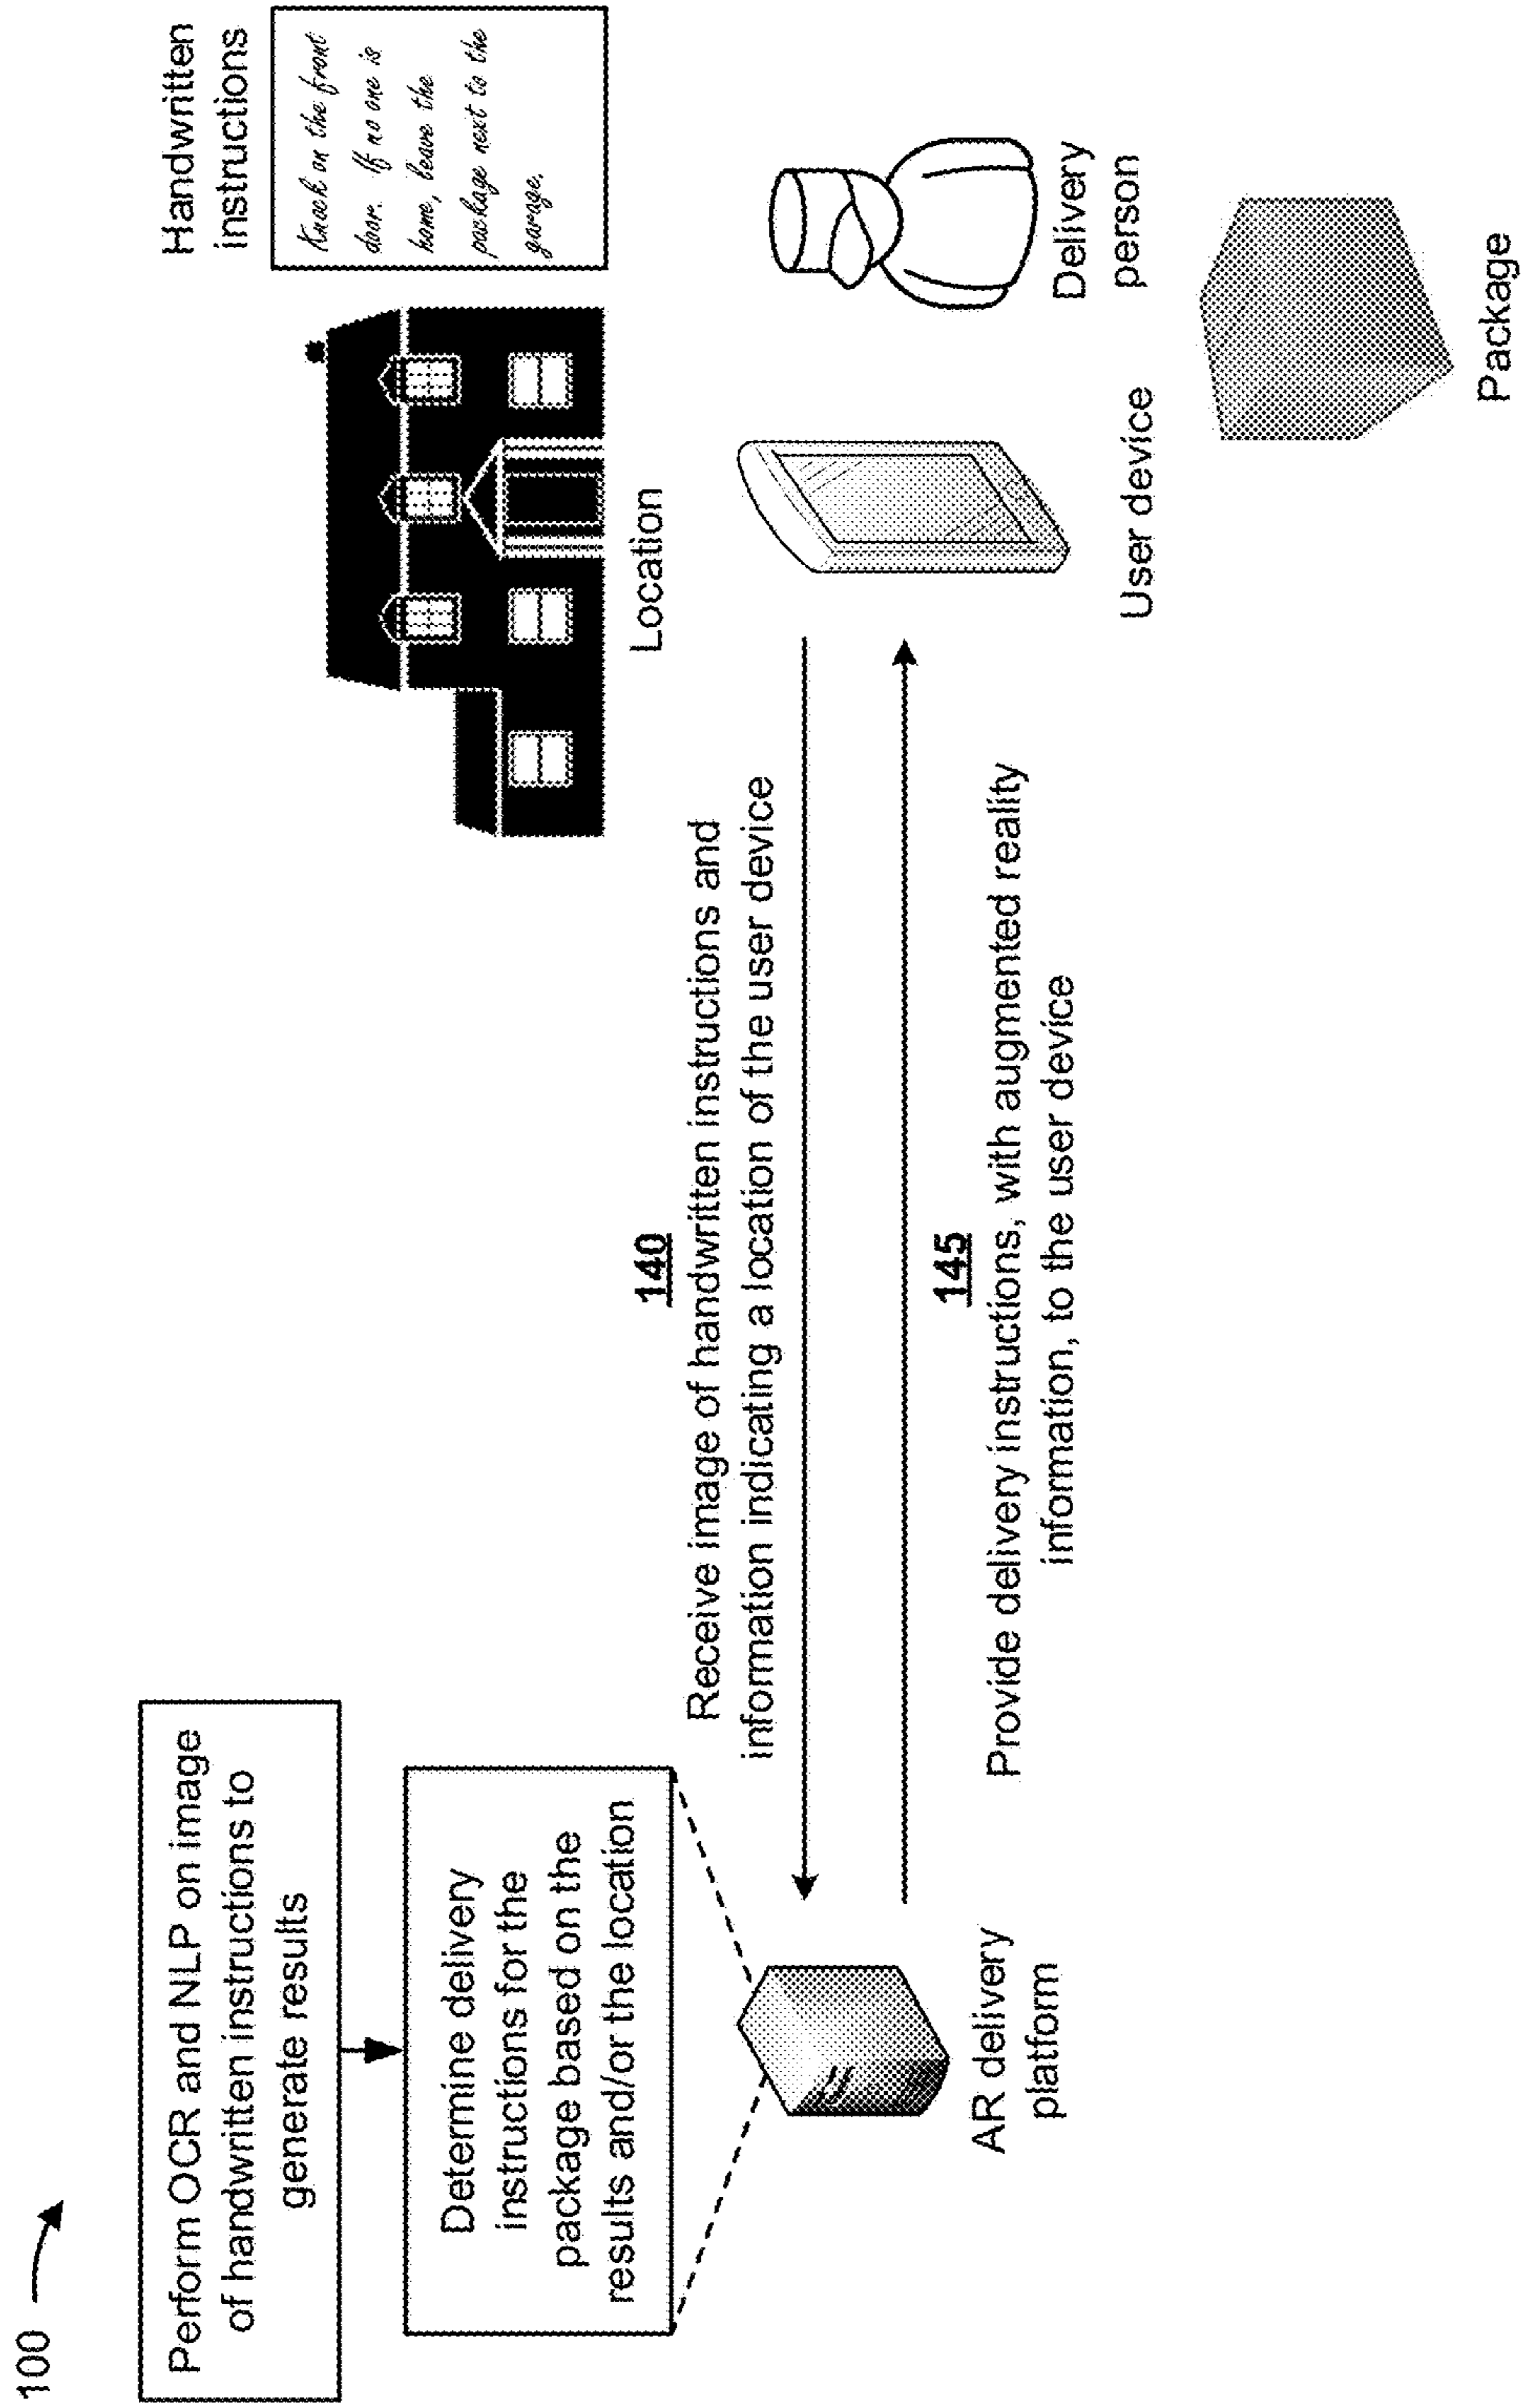 100
Perform OCR and NLP on image
of handwritten instructions to
generate results
Determine delivery
instructions for the
package based on the
results and/or the location
AR delivery
platform
140
Receive image of handwritten instructions and
information indicating a location of the user device
145
Provide delivery instructions, with augmented reality
information, to the user device
Location
Handwritten
instructions
Knock on the front
door. If no one is
home, leave the
package next to the
garage.
User device
Delivery
person
Package